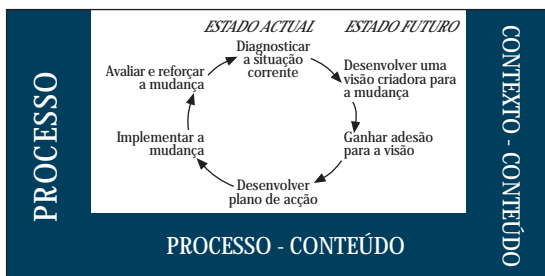 ESTADO ACTUAL
ESTADO FUTURO
Diagnosticar
a situação
corrente
Desenvolver uma
visão criadora para
a mudança
Ganhar adesão
para a visão
Desenvolver
plano de acção
Implementar a
mudança
Avaliar e reforçar
a mudança
PROCESSO
CONTEXTO - CONTEÚDO
PROCESSO - CONTEÚDO